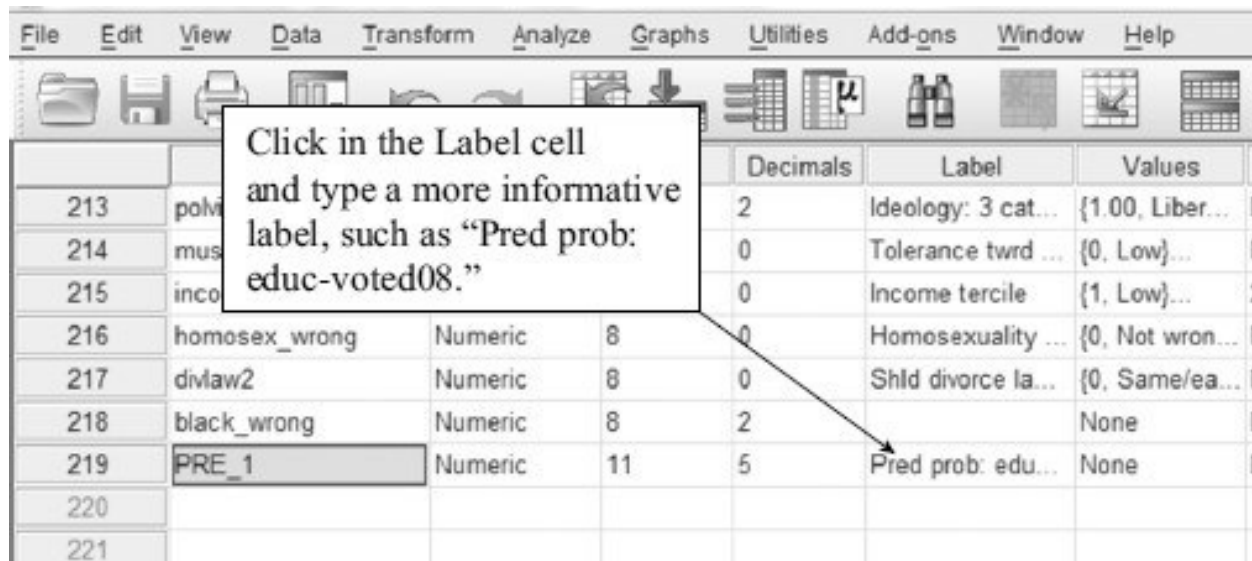 File Edit View Data Transform Analyze Graphs Utilities Add-ons Window Help
μ
Click in the Label cell
and type a more informative
label, such as “Pred prob:
educ-voted08.”
Decimals Label Values
213 polvi 2 Ideology: 3 cat... {1.00, Liber...
214 mus 0 Tolerance twrd ... {0, Low}...
215 inco 0 Income tercile {1, Low}...
216 homosex_wrong Numeric 8 0 Homosexuality ... {0, Not wron...
217 divlaw2 Numeric 8 0 Shld divorce la... {0, Same/ea...
218 black_wrong Numeric 8 2 None
219 PRE_1 Numeric 11 5 Pred prob: edu... None
220
221